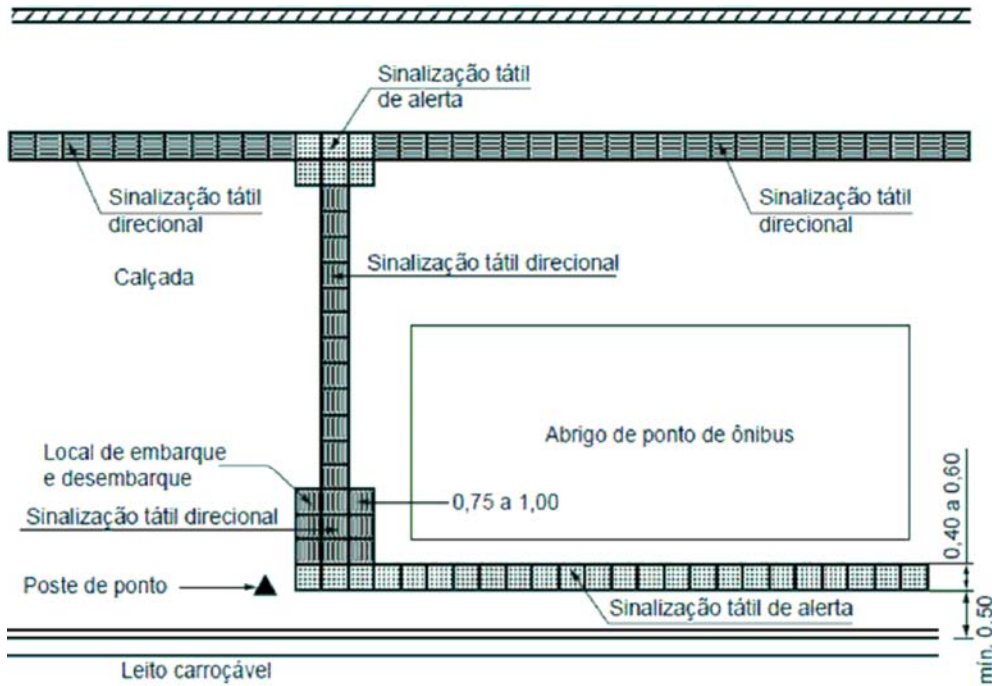 Sinalização tátil
de alerta
Sinalização tátil
direcional
Sinalização tátil
direcional
Sinalização tátil direcional
Calçada
Abrigo de ponto de ônibus
Local de embarque
e desembarque
0,75 a 1,00
Sinalização tátil direcional
0,40 a 0,60
Poste de ponto
Sinalização tátil de alerta
mín. 0,50
Leito carroçável